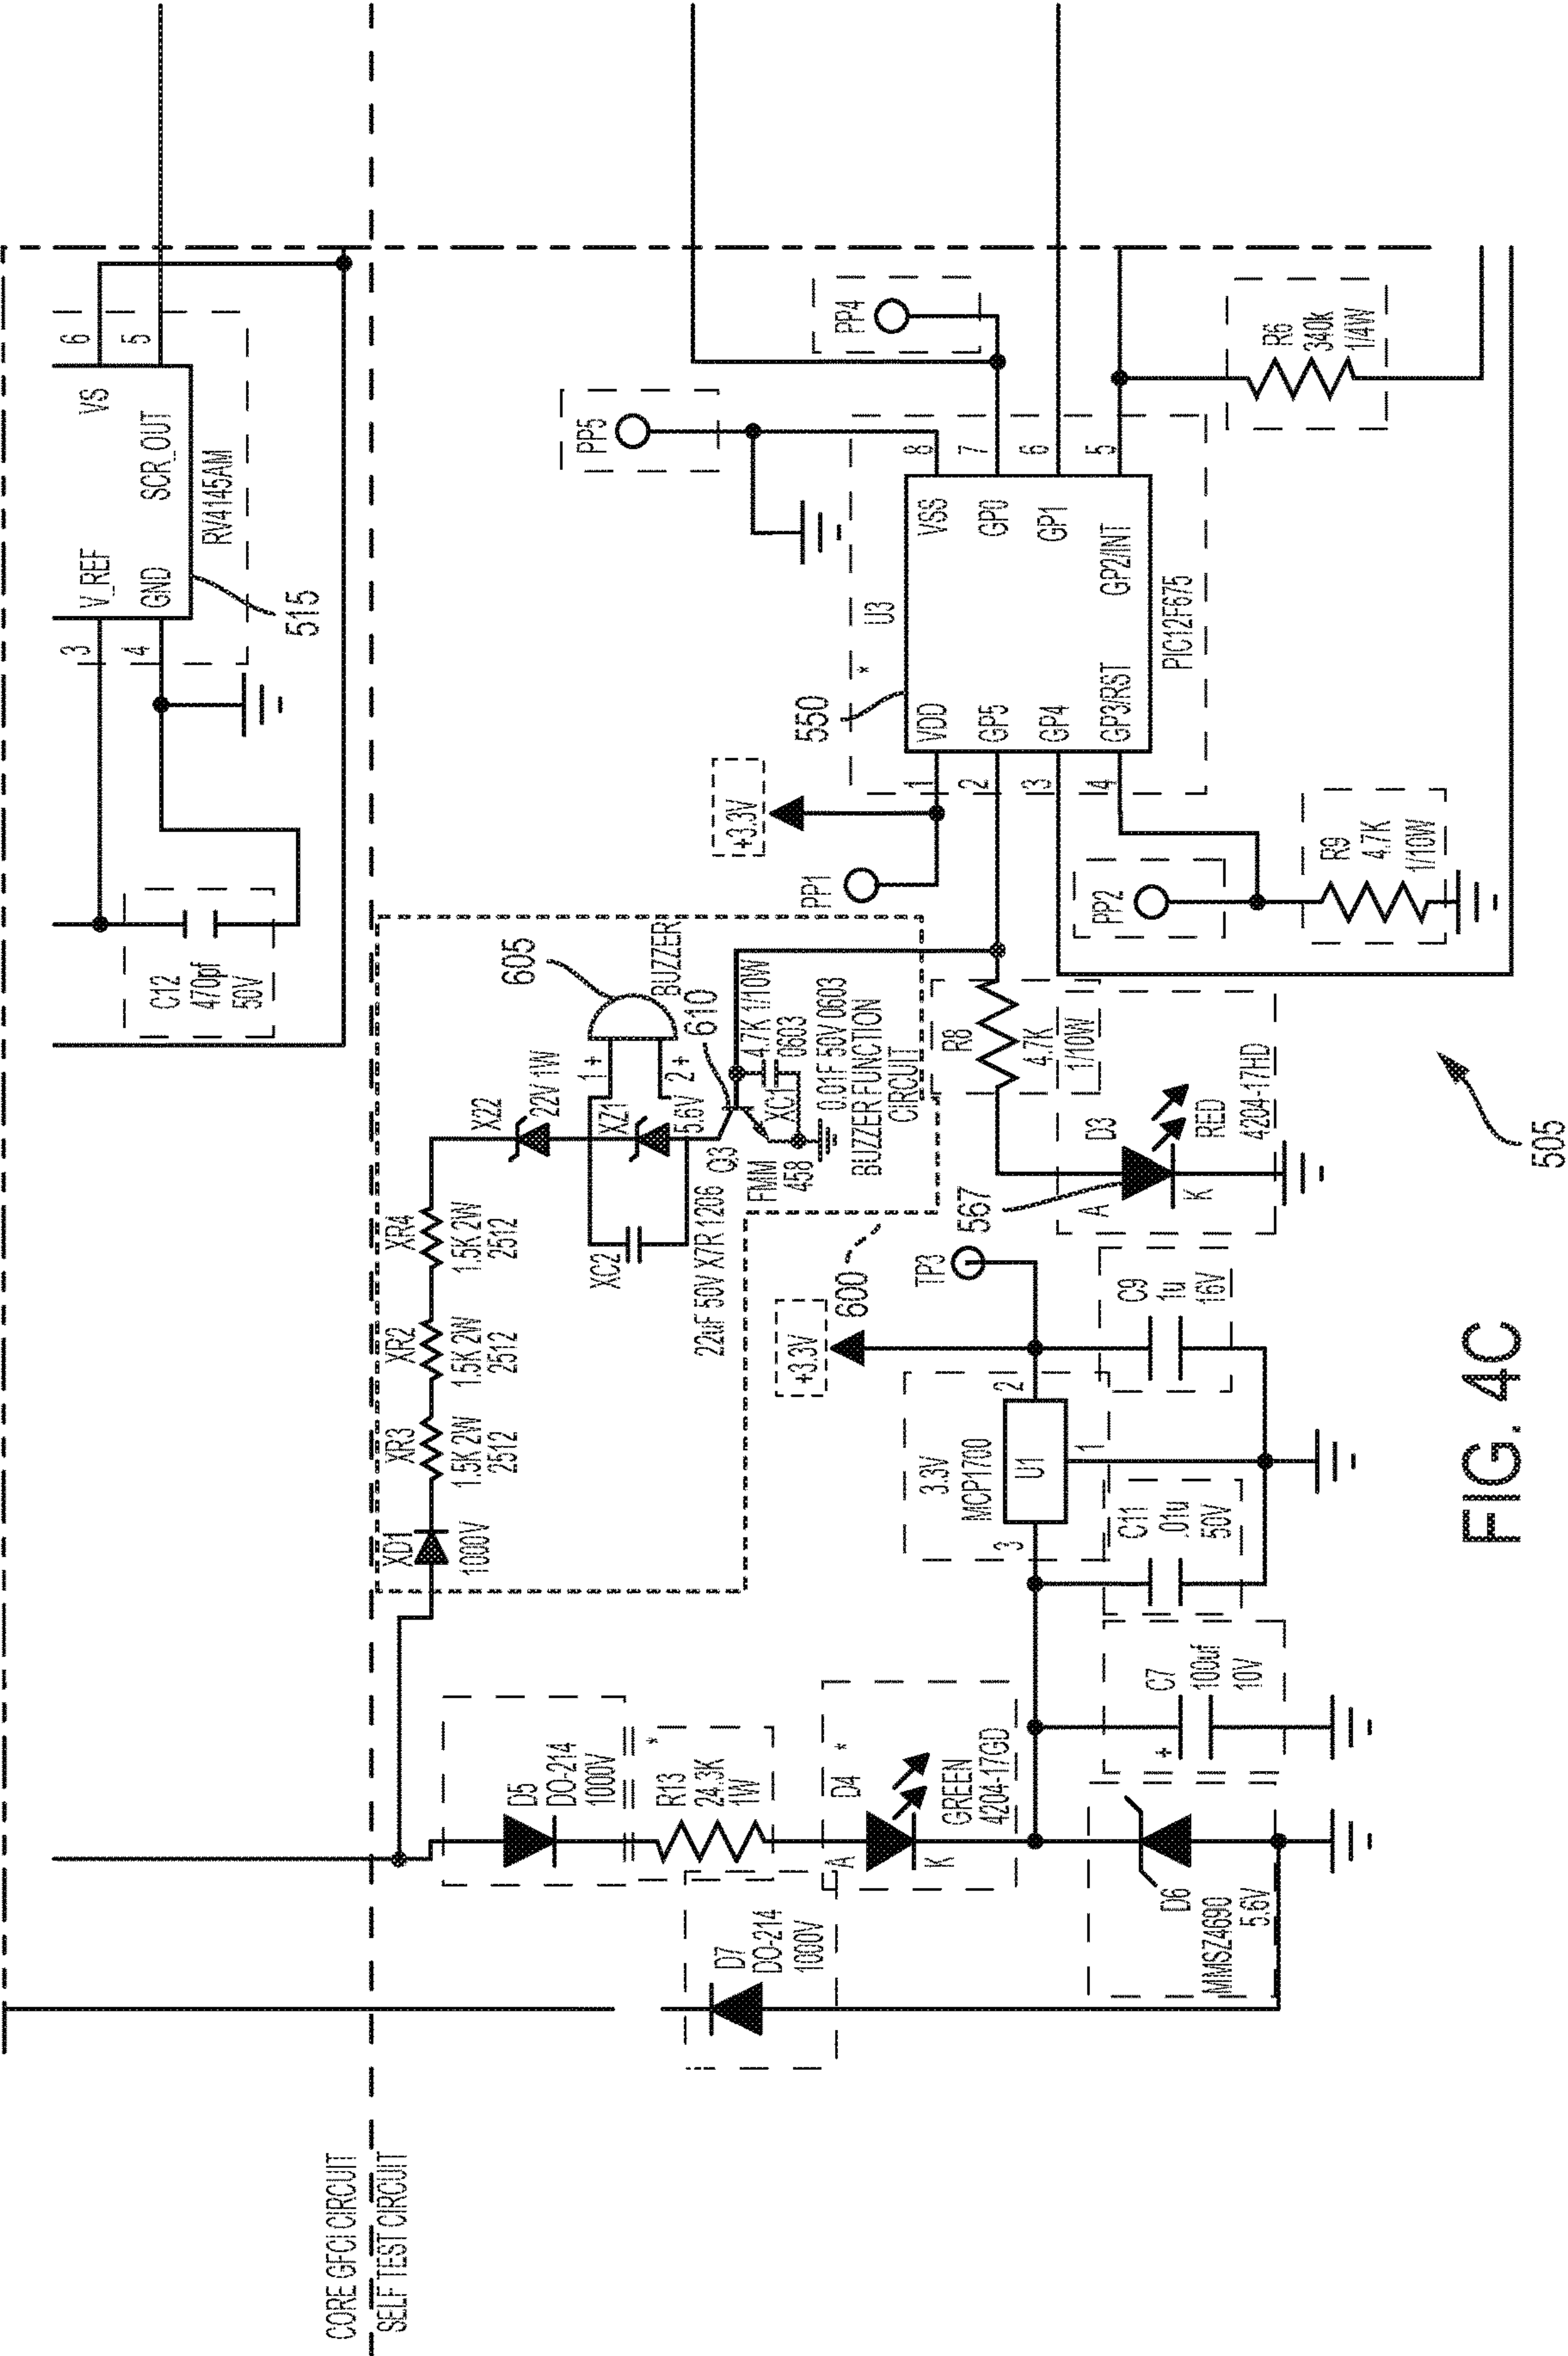 CORE GFCI CIRCUIT
SELF TEST CIRCUIT
C12
470pf
50V
3
4
V_REF
GND
VS
SCR_OUT
6
5
RV4145AM
515
XD1
1000V
XR3
1.5K 2W
2512
XR2
1.5K 2W
2512
XR4
1.5K 2W
2512
X22
22V 1W
XZ1
5.6V
1 +
2 +
605
BUZZER
610
XC2
22uF 50V X7R 1206
Q3
FMM
458
4.7K 1/10W
0603
XC1
0.01F 50V 0603
BUZZER FUNCTION
CIRCUIT
600
D5
DO-214
1000V
*
R13
24.3K
1W
D7
DO-214
1000V
D4 *
A
K
GREEN
4204-17GD
D6
MMSZ4690
5.6V
+
C7
100uf
10V
C11
.01u
50V
3.3V
MCP1700
U1
3
2
1
+3.3V
TP3
C9
1u
16V
567
A
K
D3
RED
4204-17HD
R8
4.7K
1/10W
PP1
+3.3V
PP2
R9
4.7K
1/10W
550
*
U3
1
2
3
4
VDD
GP5
GP4
GP3/RST
VSS
GP0
GP1
GP2/INT
8
7
6
5
PIC12F675
PP5
PP4
R6
340k
1/4W
505
FIG. 4C